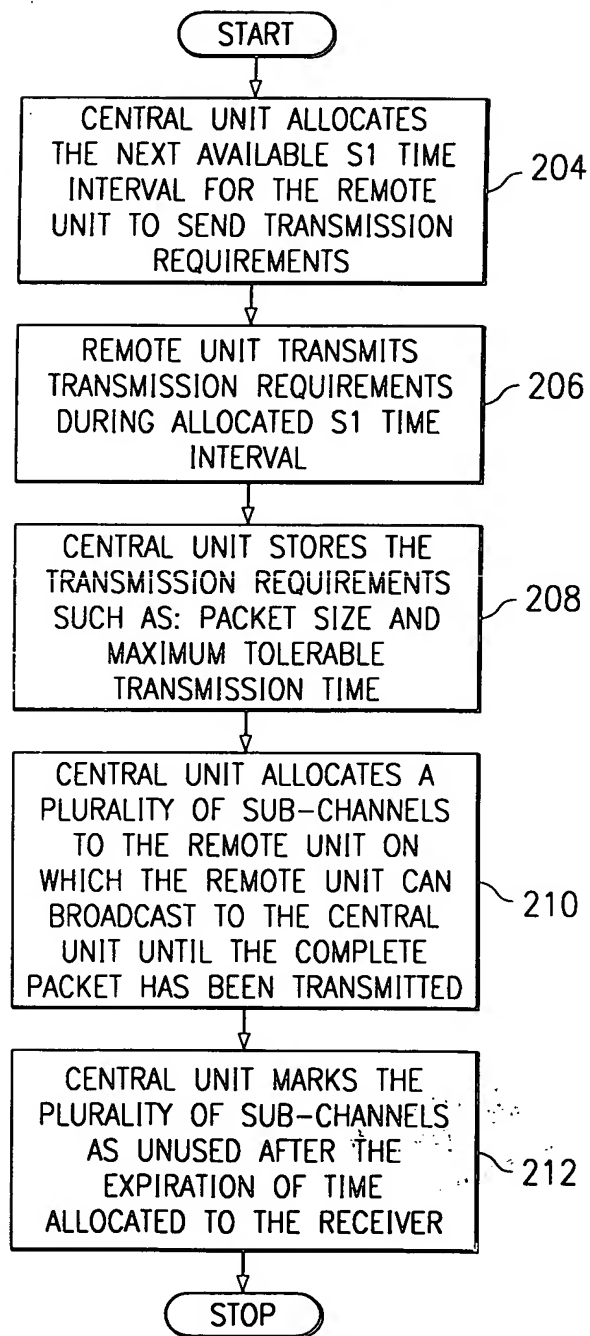 START
CENTRAL UNIT ALLOCATES
THE NEXT AVAILABLE S1 TIME
INTERVAL FOR THE REMOTE
UNIT TO SEND TRANSMISSION
REQUIREMENTS
204
REMOTE UNIT TRANSMITS
TRANSMISSION REQUIREMENTS
DURING ALLOCATED S1 TIME
INTERVAL
206
CENTRAL UNIT STORES THE
TRANSMISSION REQUIREMENTS
SUCH AS: PACKET SIZE AND
MAXIMUM TOLERABLE
TRANSMISSION TIME
208
CENTRAL UNIT ALLOCATES A
PLURALITY OF SUB-CHANNELS
TO THE REMOTE UNIT ON
WHICH THE REMOTE UNIT CAN
BROADCAST TO THE CENTRAL
UNIT UNTIL THE COMPLETE
PACKET HAS BEEN TRANSMITTED
210
CENTRAL UNIT MARKS THE
PLURALITY OF SUB-CHANNELS
AS UNUSED AFTER THE
EXPIRATION OF TIME
ALLOCATED TO THE RECEIVER
212
STOP